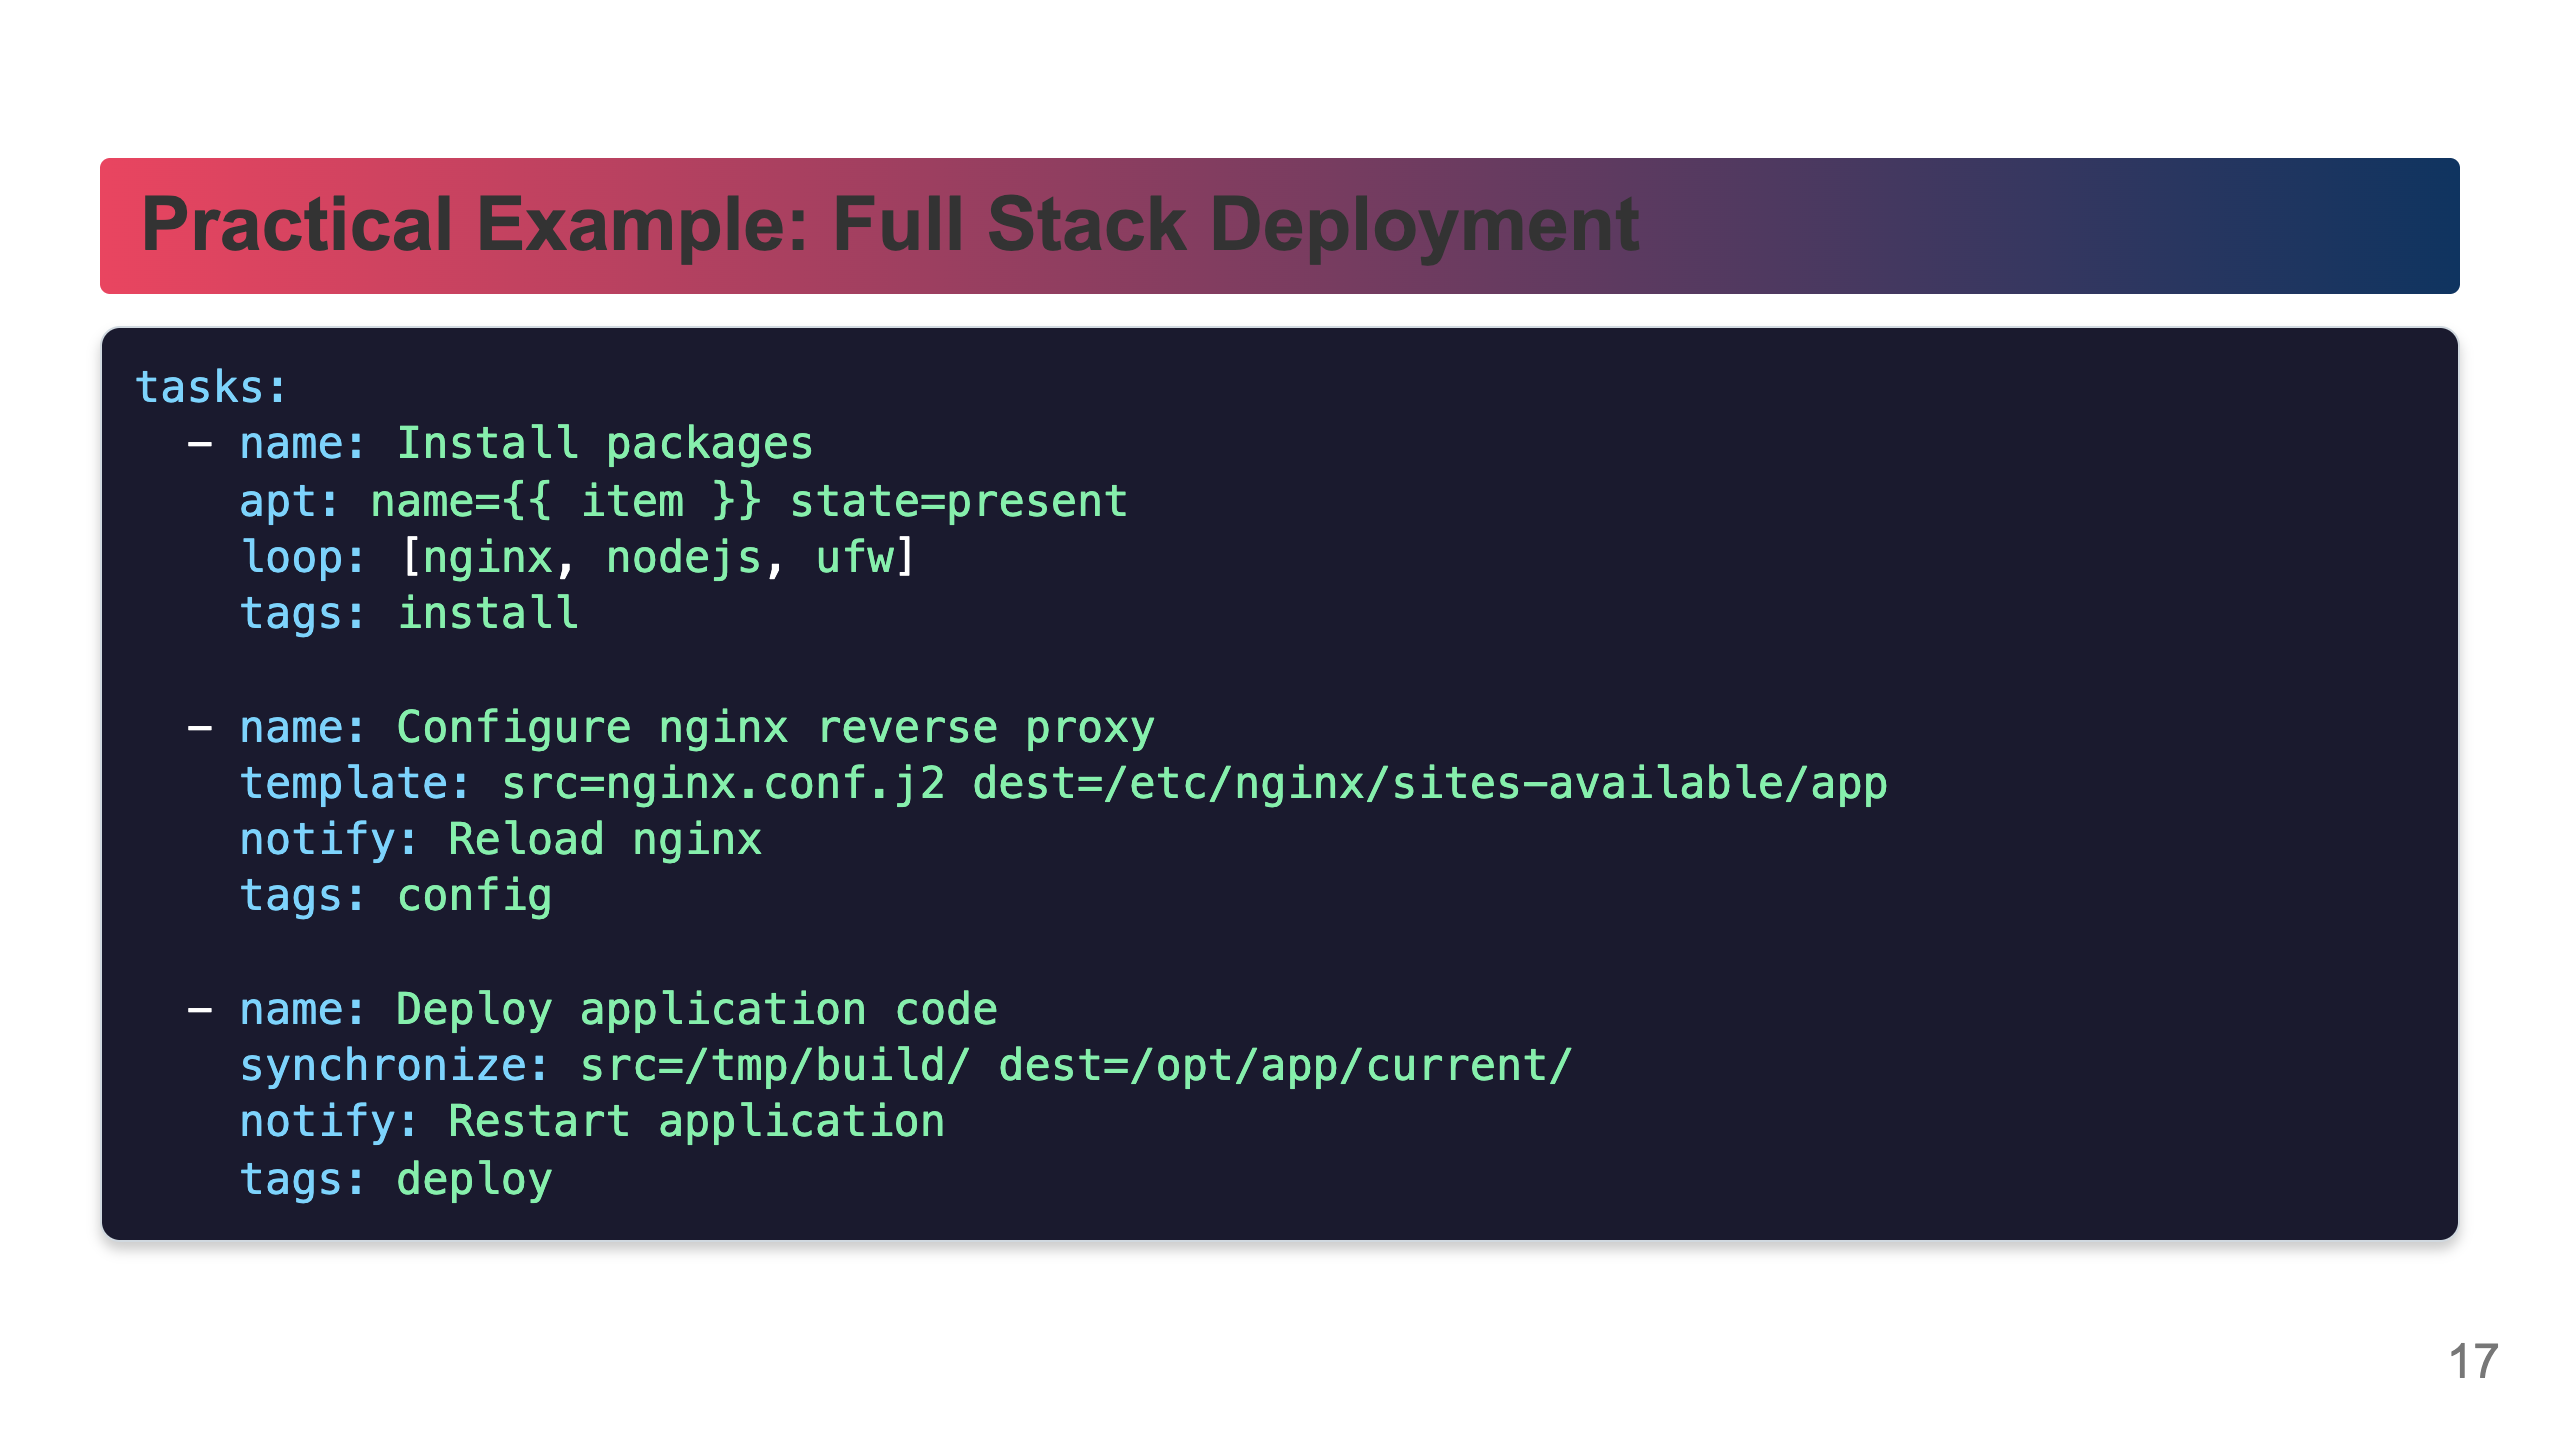 Practical Example: Full Stack Deployment
tasks:
  - name: Install packages
    apt: name={{ item }} state=present
    loop: [nginx, nodejs, ufw]
    tags: install

  - name: Configure nginx reverse proxy
    template: src=nginx.conf.j2 dest=/etc/nginx/sites-available/app
    notify: Reload nginx
    tags: config

  - name: Deploy application code
    synchronize: src=/tmp/build/ dest=/opt/app/current/
    notify: Restart application
    tags: deploy
17